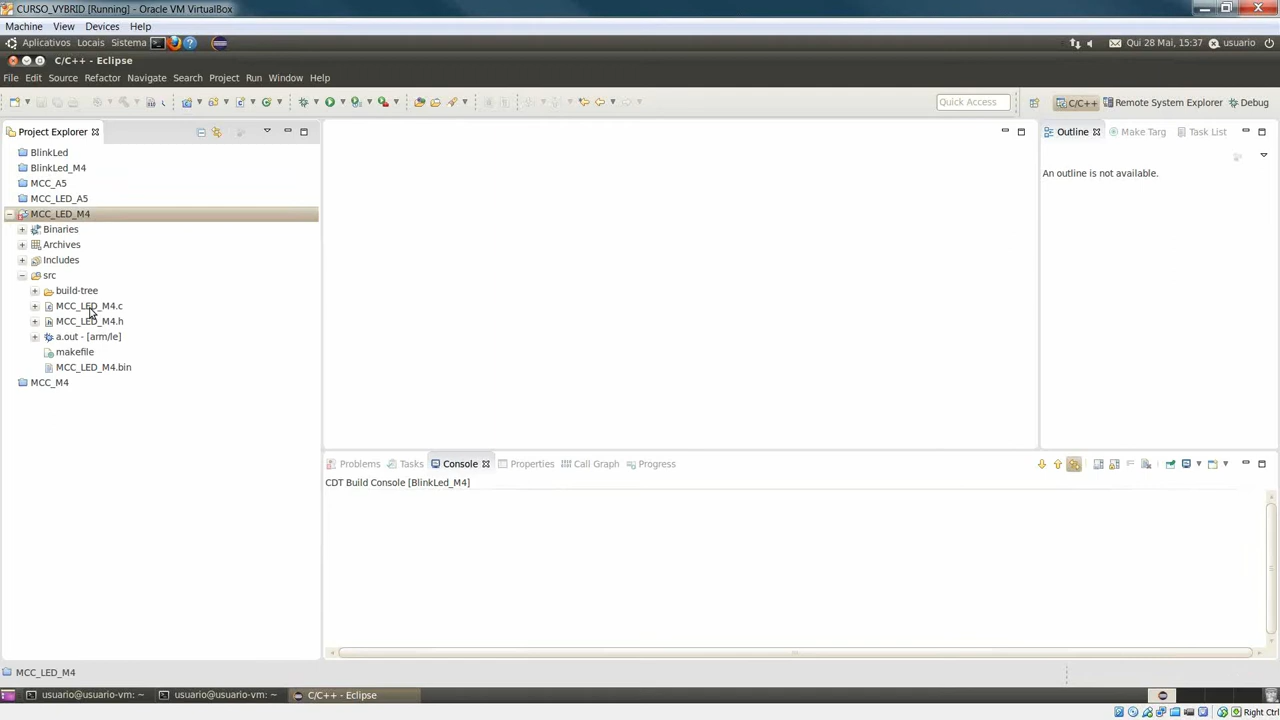 CURSO_VYBRID [Running] - Oracle VM VirtualBox
Machine View Devices Help
Aplicativos Locais Sistema Qui 28 Mai, 15:37 usuario
C/C++ - Eclipse
File Edit Source Refactor Navigate Search Project Run Window Help
Quick Access C/C++ Remote System Explorer Debug
Project Explorer
BlinkLed
BlinkLed_M4
MCC_A5
MCC_LED_A5
MCC_LED_M4
Binaries
Archives
Includes
src
build-tree
MCC_LED_M4.c
MCC_LED_M4.h
a.out - [arm/le]
makefile
MCC_LED_M4.bin
MCC_M4
Outline Make Targ Task List
An outline is not available.
Problems Tasks Console Properties Call Graph Progress
CDT Build Console [BlinkLed_M4]
MCC_LED_M4
usuario@usuario-vm: ~ usuario@usuario-vm: ~ C/C++ - Eclipse
Right Ctrl